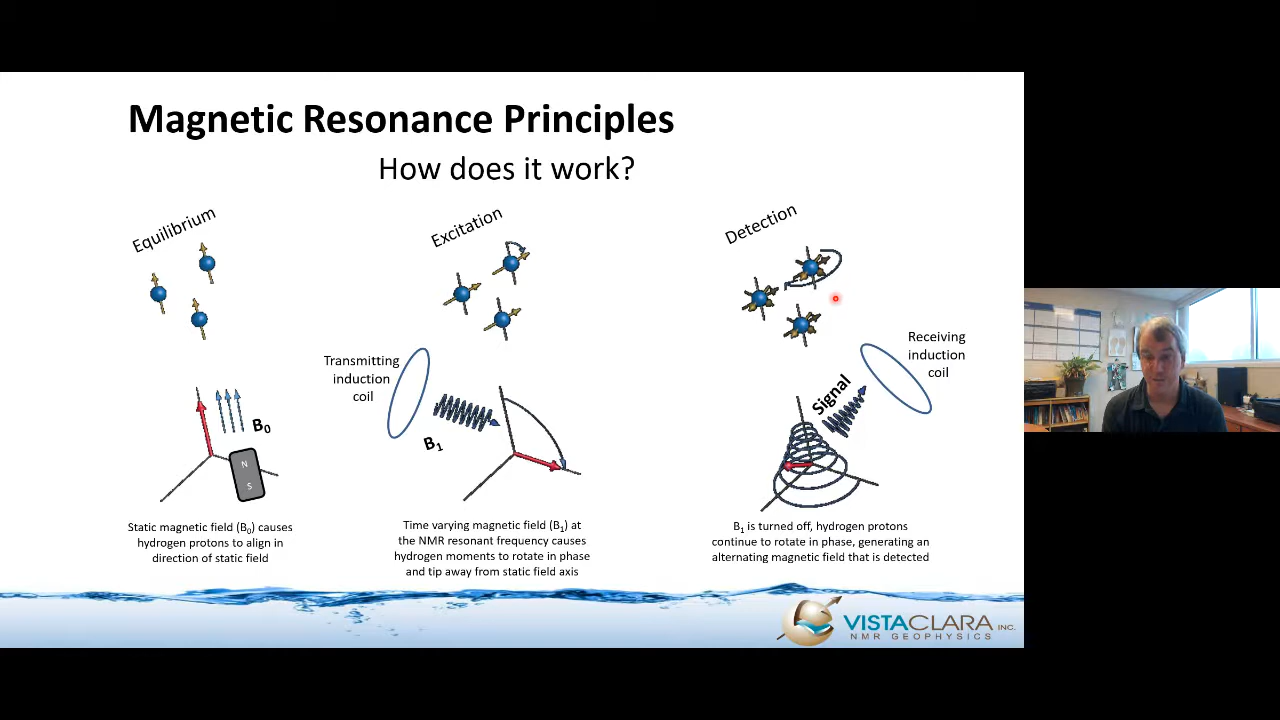 Magnetic Resonance Principles
How does it work?
Equilibrium
Excitation
Detection
Transmitting
induction
coil
Receiving
induction
coil
Signal
B₀
B₁
N
S
Static magnetic field (B₀) causes
hydrogen protons to align in
direction of static field
Time varying magnetic field (B₁) at
the NMR resonant frequency causes
hydrogen moments to rotate in phase
and tip away from static field axis
B₁ is turned off, hydrogen protons
continue to rotate in phase, generating an
alternating magnetic field that is detected
VISTACLARA INC.
NMR GEOPHYSICS